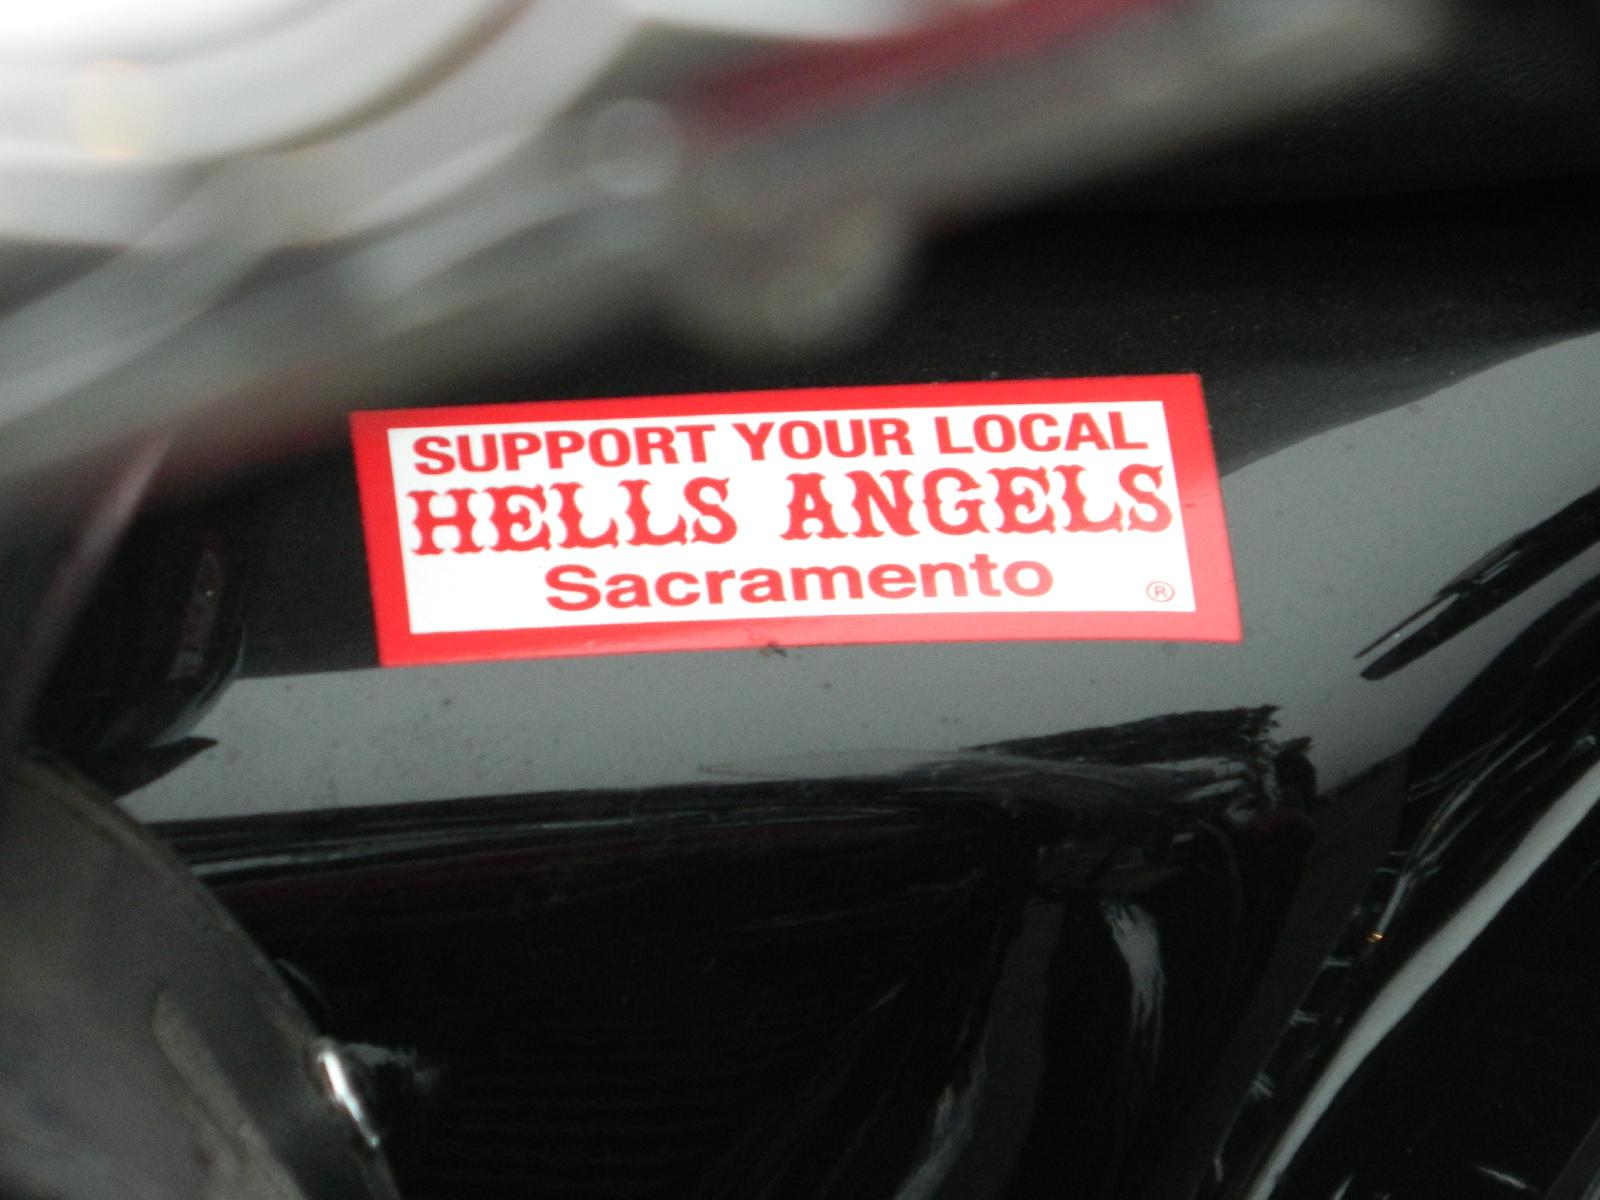 SUPPORT YOUR LOCAL
HELLS ANGELS
Sacramento ®